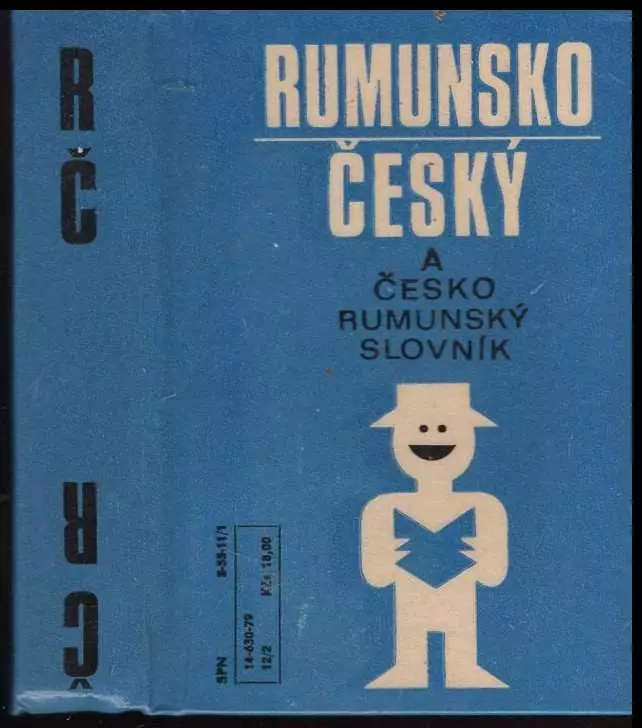 RUMUNSKO
ČESKÝ
A
ČESKO
RUMUNSKÝ
SLOVNÍK
R
Č
R
Č
SPN
8-55-11/1
14-630-79
12/2
Kčs 18,00